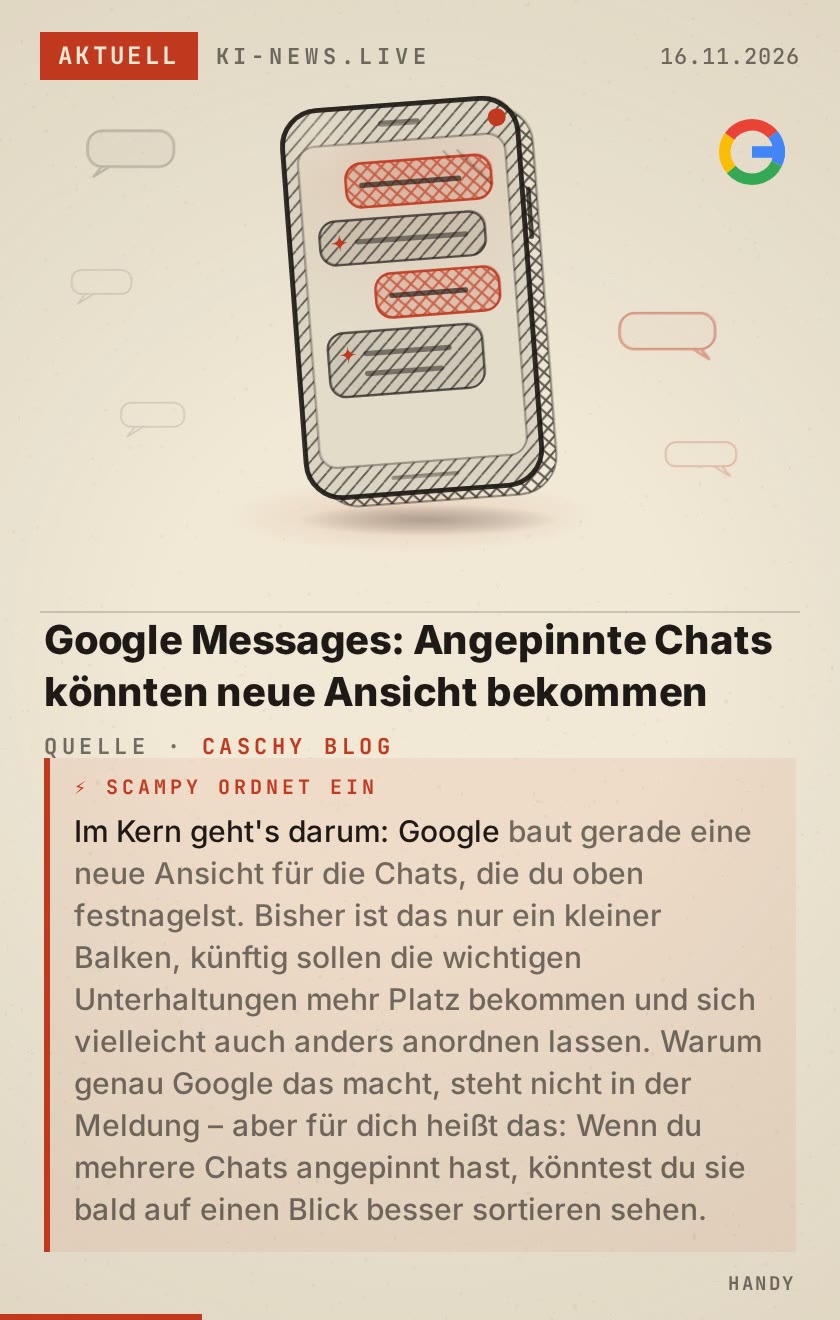 AKTUELL KI-NEWS.LIVE 16.11.2026
Google Messages: Angepinnte Chats
könnten neue Ansicht bekommen
QUELLE · CASCHY BLOG
⚡ SCAMPY ORDNET EIN
Im Kern geht's darum: Google baut gerade eine
neue Ansicht für die Chats, die du oben
festnagelst. Bisher ist das nur ein kleiner
Balken, künftig sollen die wichtigen
Unterhaltungen mehr Platz bekommen und sich
vielleicht auch anders anordnen lassen. Warum
genau Google das macht, steht nicht in der
Meldung – aber für dich heißt das: Wenn du
mehrere Chats angepinnt hast, könntest du sie
bald auf einen Blick besser sortieren sehen.
HANDY